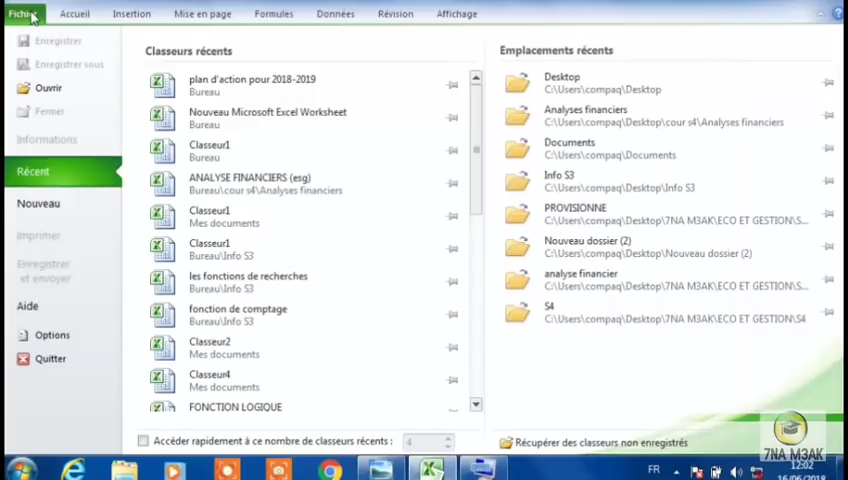 Fichier Accueil Insertion Mise en page Formules Données Révision Affichage
Enregistrer
Enregistrer sous
Ouvrir
Fermer
Informations
Récent
Nouveau
Imprimer
Enregistrer
et envoyer
Aide
Options
Quitter
Classeurs récents
plan d'action pour 2018-2019
Bureau
Nouveau Microsoft Excel Worksheet
Bureau
Classeur1
Bureau
ANALYSE FINANCIERS (esg)
Bureau\cour s4\Analyses financiers
Classeur1
Mes documents
Classeur1
Bureau\Info S3
les fonctions de recherches
Bureau\Info S3
fonction de comptage
Bureau\Info S3
Classeur2
Mes documents
Classeur4
Mes documents
FONCTION LOGIQUE
Accéder rapidement à ce nombre de classeurs récents : 4
Emplacements récents
Desktop
C:\Users\compaq\Desktop
Analyses financiers
C:\Users\compaq\Desktop\cour s4\Analyses financiers
Documents
C:\Users\compaq\Documents
Info S3
C:\Users\compaq\Desktop\Info S3
PROVISIONNE
C:\Users\compaq\Desktop\7NA M3AK\ECO ET GESTION\S...
Nouveau dossier (2)
C:\Users\compaq\Desktop\Nouveau dossier (2)
analyse financier
C:\Users\compaq\Desktop\7NA M3AK\ECO ET GESTION\S...
S4
C:\Users\compaq\Desktop\7NA M3AK\ECO ET GESTION\S4
Récupérer des classeurs non enregistrés
7NA M3AK
FR
12:02
16/06/2018